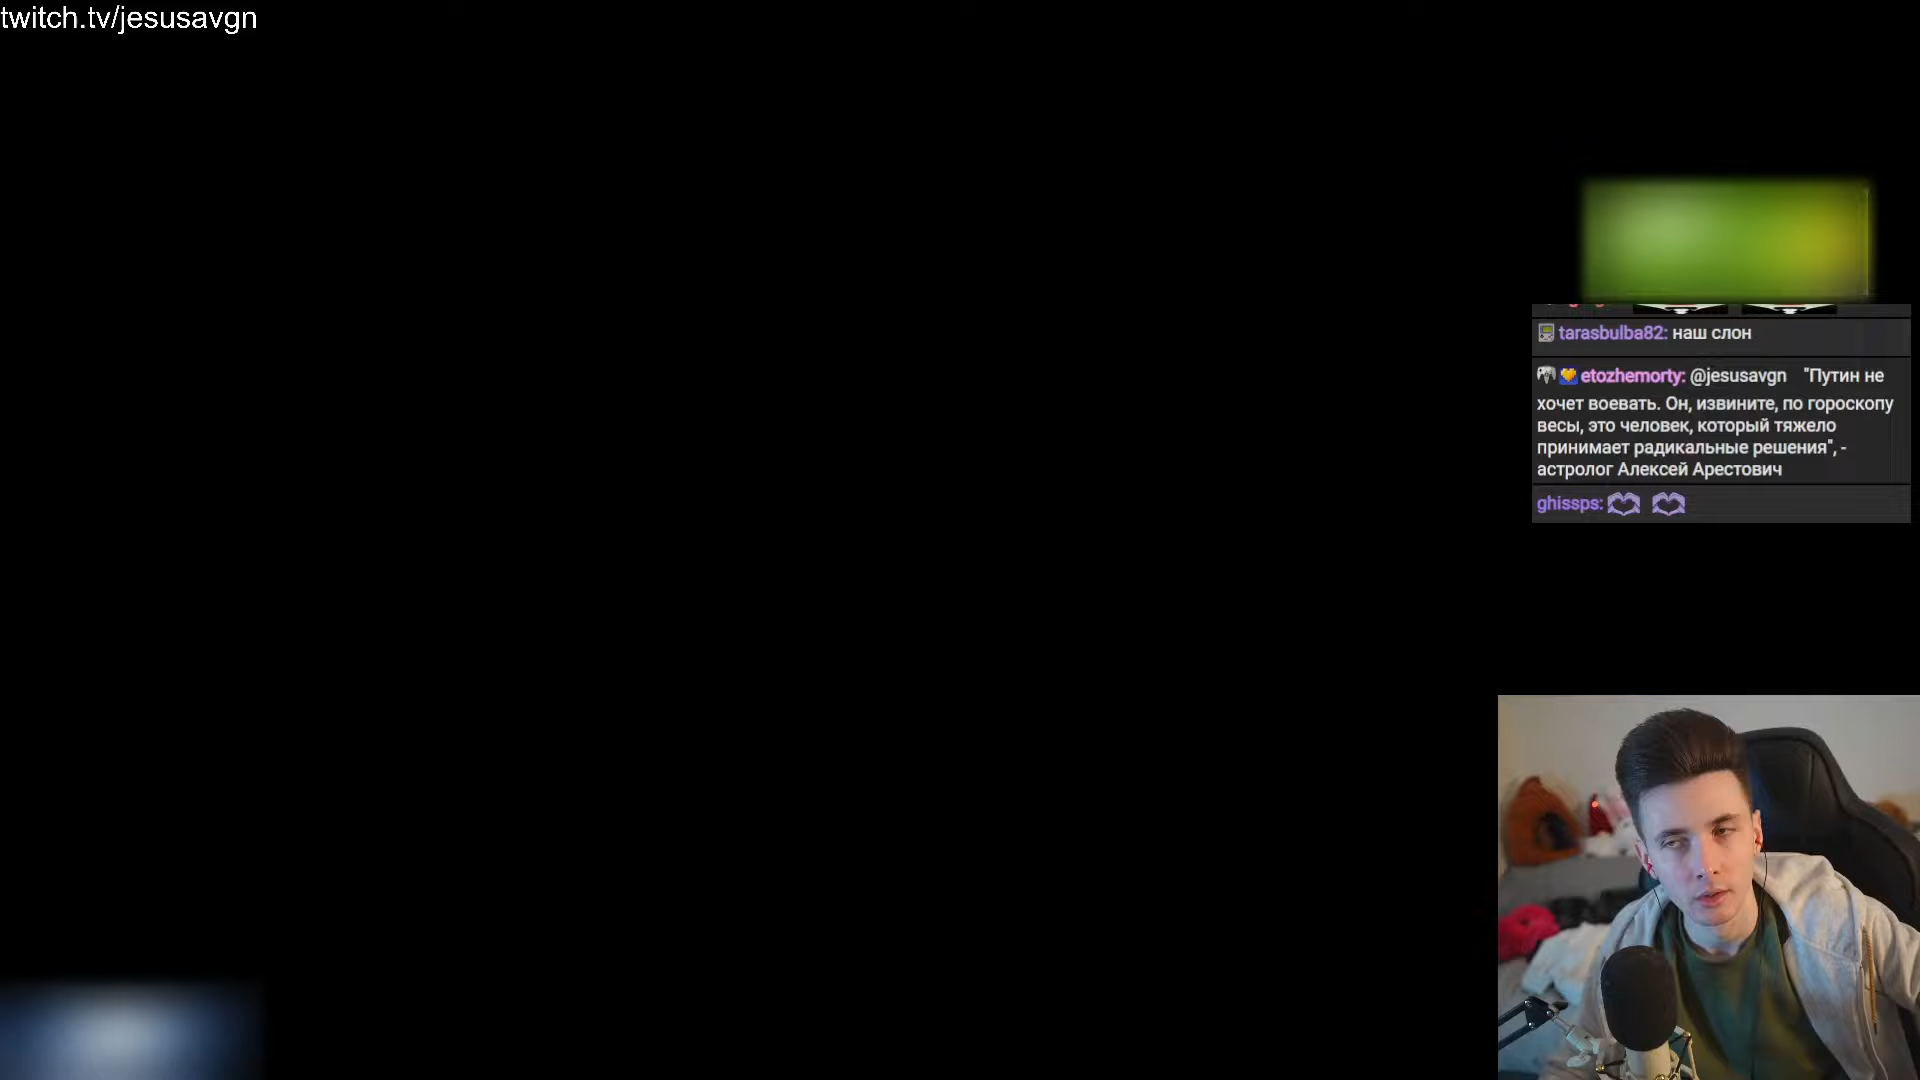 twitch.tv/jesusavgn
tarasbulba82: наш слон
etozhemorty: @jesusavgn "Путин не
хочет воевать. Он, извините, по гороскопу
весы, это человек, который тяжело
принимает радикальные решения", -
астролог Алексей Арестович
ghissps: